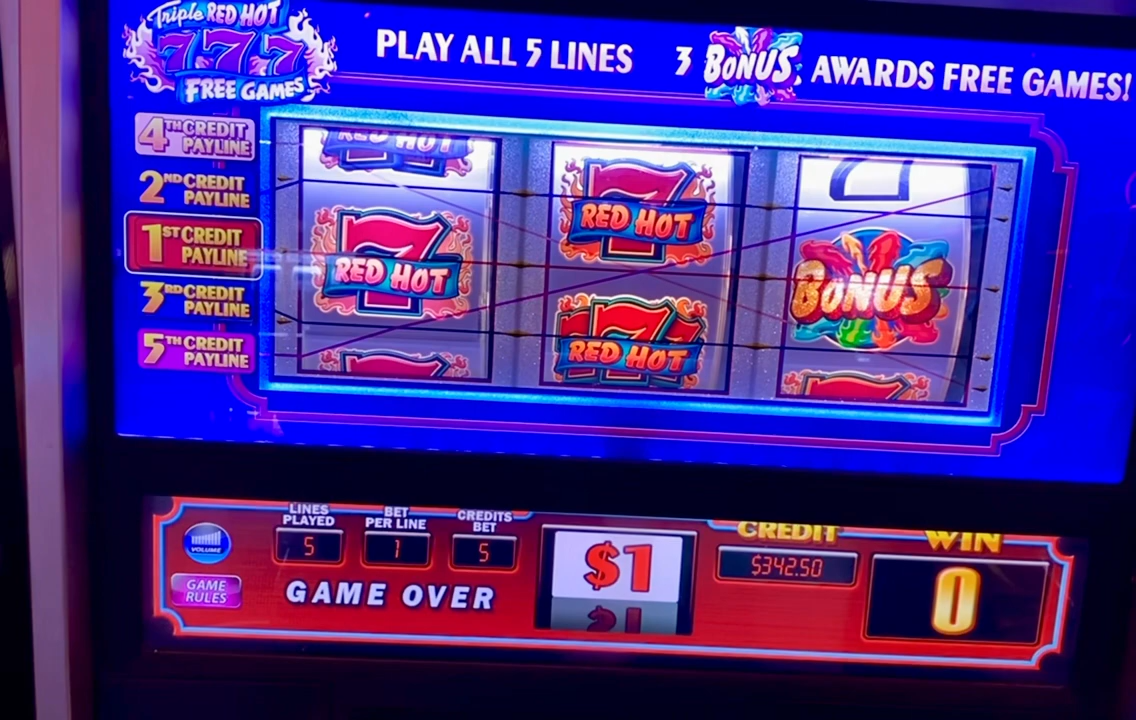 Triple RED HOT
777
FREE GAMES
PLAY ALL 5 LINES 3 BONUS AWARDS FREE GAMES!
4TH CREDIT
PAYLINE
2ND CREDIT
PAYLINE
1ST CREDIT
PAYLINE
3RD CREDIT
PAYLINE
5TH CREDIT
PAYLINE
RED HOT
7
RED HOT
7
RED HOT
7
RED HOT
BONUS
VOLUME
GAME
RULES
LINES
PLAYED
5
BET
PER LINE
1
CREDITS
BET
5
GAME OVER
$1
CREDIT
$342.50
WIN
0